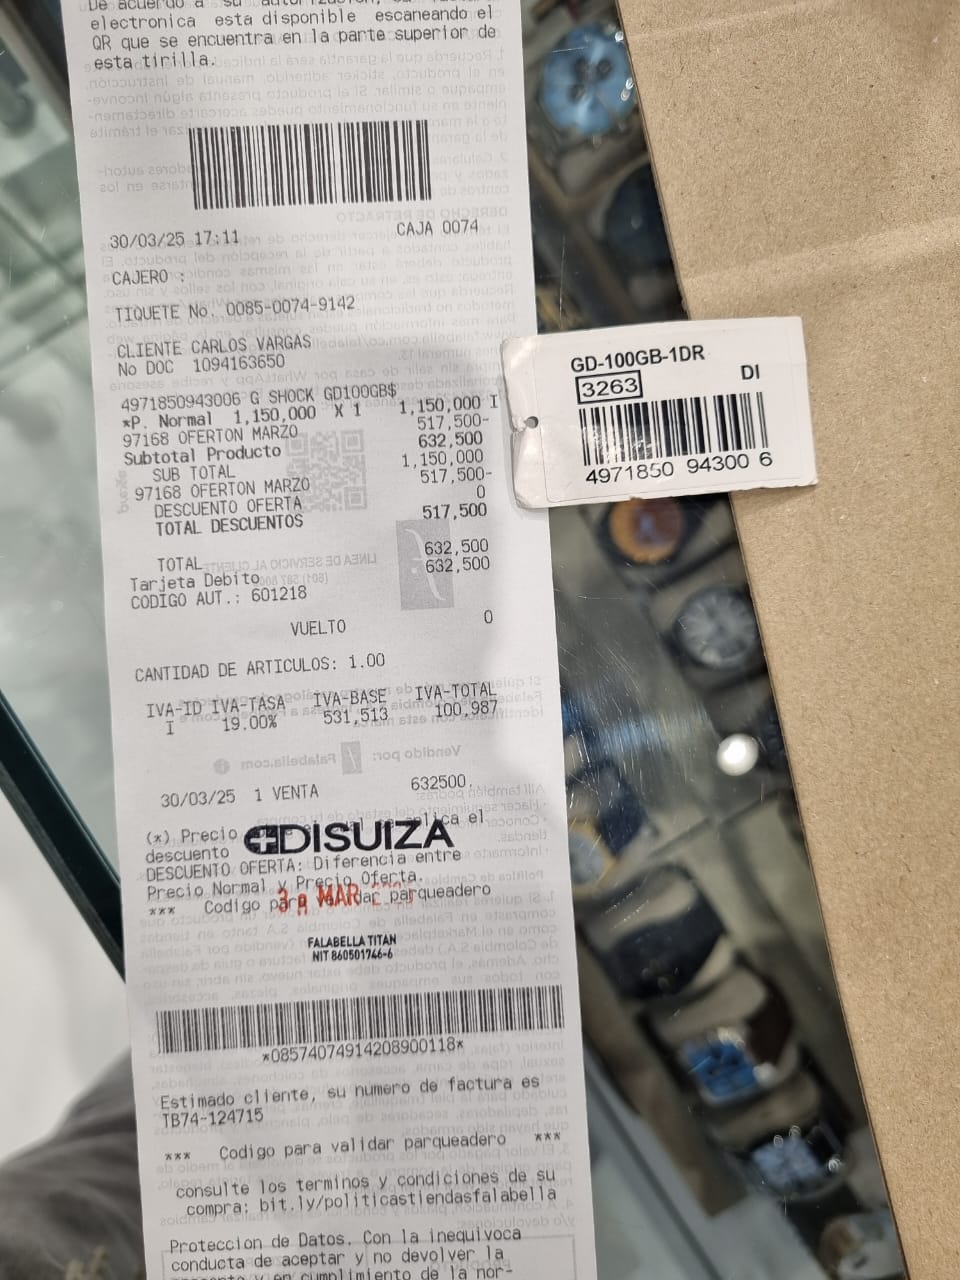 De acuerdo a su
electronica esta disponible escaneando el
QR que se encuentra en la parte superior de
esta tirilla.
30/03/25 17:11 CAJA 0074
CAJERO :
TIQUETE No. 0085-0074-9142
CLIENTE CARLOS VARGAS
No DOC 1094163650
4971850943006 G SHOCK GD100GB$
*P. Normal 1,150,000 X 1 1,150,000 I
97168 OFERTON MARZO 517,500-
Subtotal Producto 632,500
SUB TOTAL 1,150,000
97168 OFERTON MARZO 517,500-
DESCUENTO OFERTA 0
TOTAL DESCUENTOS 517,500
TOTAL 632,500
Tarjeta Debito 632,500
CODIGO AUT.: 601218
VUELTO 0
CANTIDAD DE ARTICULOS: 1.00
IVA-ID IVA-TASA IVA-BASE IVA-TOTAL
I 19.00% 531,513 100,987
30/03/25 1 VENTA 632500.
(*) Precio aplica el
DISUIZA
descuento
DESCUENTO OFERTA: Diferencia entre
Precio Normal y Precio Oferta.
MAR
*** Codigo para validar parqueadero
FALABELLA TITAN
NIT 860501746-6
*08574074914208900118*
Estimado cliente, su numero de factura es
TB74-124715
*** Codigo para validar parqueadero ***
consulte los terminos y condiciones de su
compra: bit.ly/politicastiendasfalabella
Proteccion de Datos. Con la inequivoca
conducta de aceptar y no devolver la
y en cumplimiento de la nor-
GD-100GB-1DR
3263 DI
4971850 94300 6